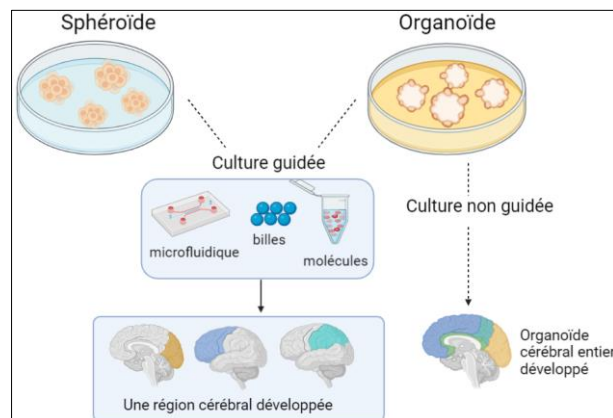 Sphéroïde
Organoïde
Culture guidée
microfluidique
billes
molécules
Culture non guidée
Une région cérébral développée
Organoïde
cérébral entier
développé